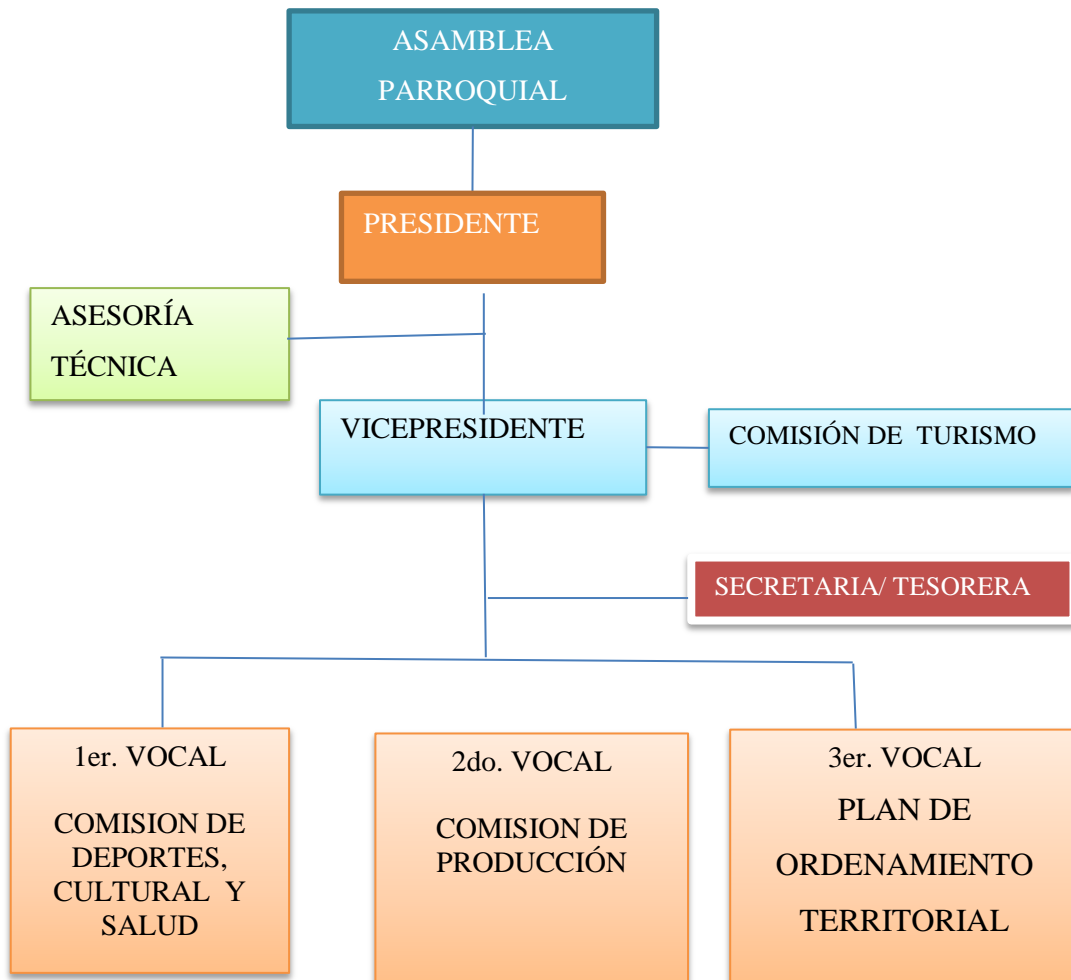 ASAMBLEA
PARROQUIAL
PRESIDENTE
ASESORÍA
TÉCNICA
VICEPRESIDENTE
COMISIÓN DE  TURISMO
SECRETARIA/ TESORERA
1er. VOCAL
COMISION DE
DEPORTES,
CULTURAL  Y
SALUD
2do. VOCAL
COMISION DE
PRODUCCIÓN
3er. VOCAL
PLAN DE
ORDENAMIENTO
TERRITORIAL